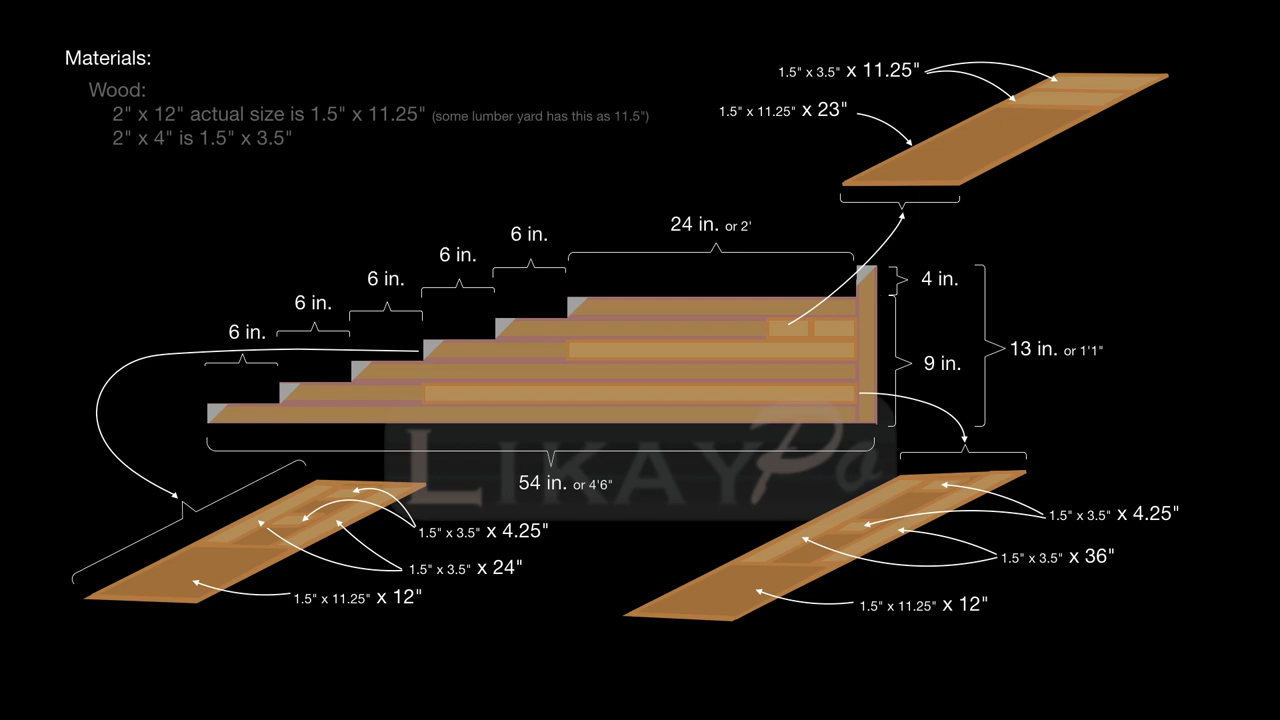 Materials:
Wood:
2" x 12" actual size is 1.5" x 11.25" (some lumber yard has this as 11.5")
2" x 4" is 1.5" x 3.5"
1.5" x 3.5" x 11.25"
1.5" x 11.25" x 23"
24 in. or 2'
6 in.
6 in.
6 in.
6 in.
6 in.
4 in.
9 in.
13 in. or 1'1"
54 in. or 4'6"
LIKAYPO
1.5" x 3.5" x 4.25"
1.5" x 3.5" x 24"
1.5" x 11.25" x 12"
1.5" x 3.5" x 4.25"
1.5" x 3.5" x 36"
1.5" x 11.25" x 12"